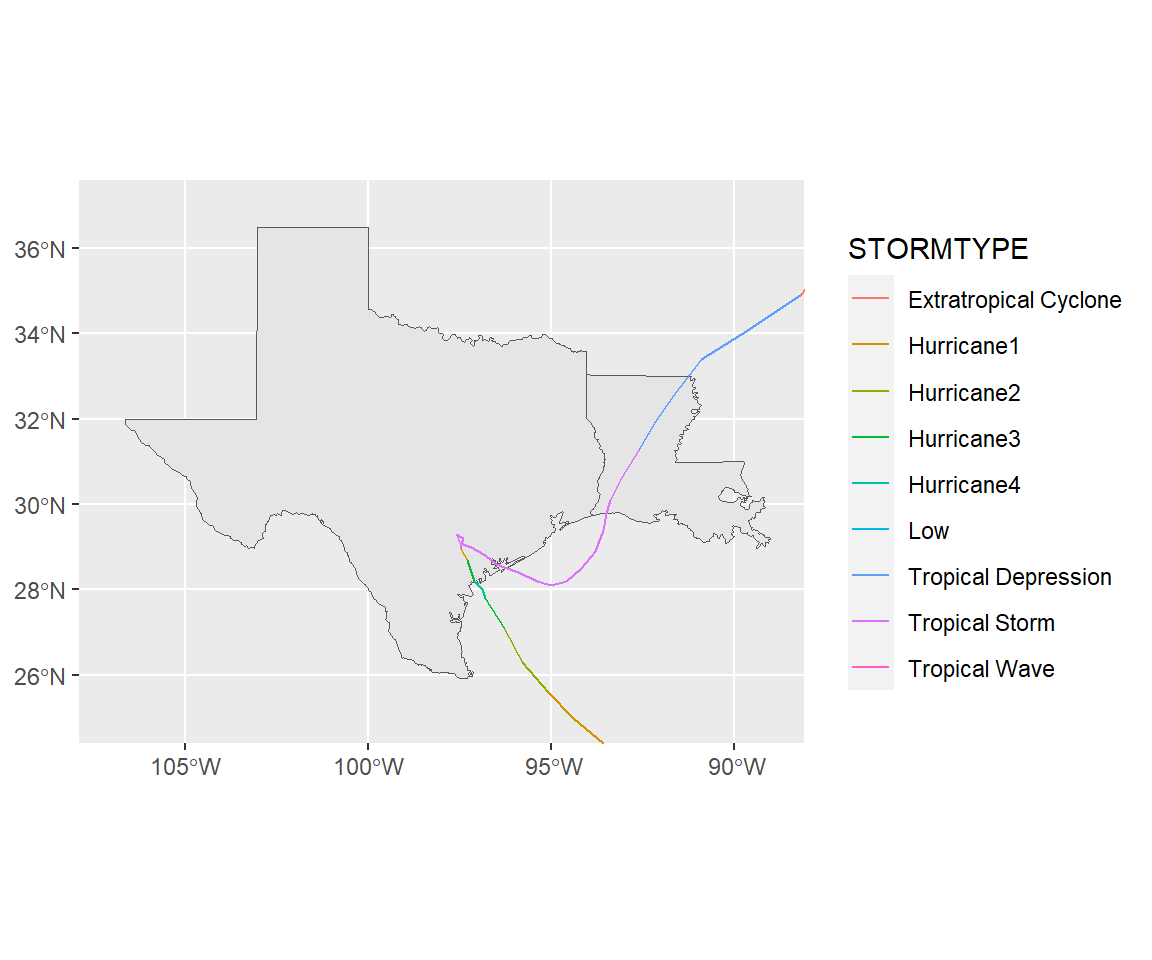 36°N
34°N
32°N
30°N
28°N
26°N
105°W
100°W
95°W
90°W
STORMTYPE
Extratropical Cyclone
Hurricane1
Hurricane2
Hurricane3
Hurricane4
Low
Tropical Depression
Tropical Storm
Tropical Wave